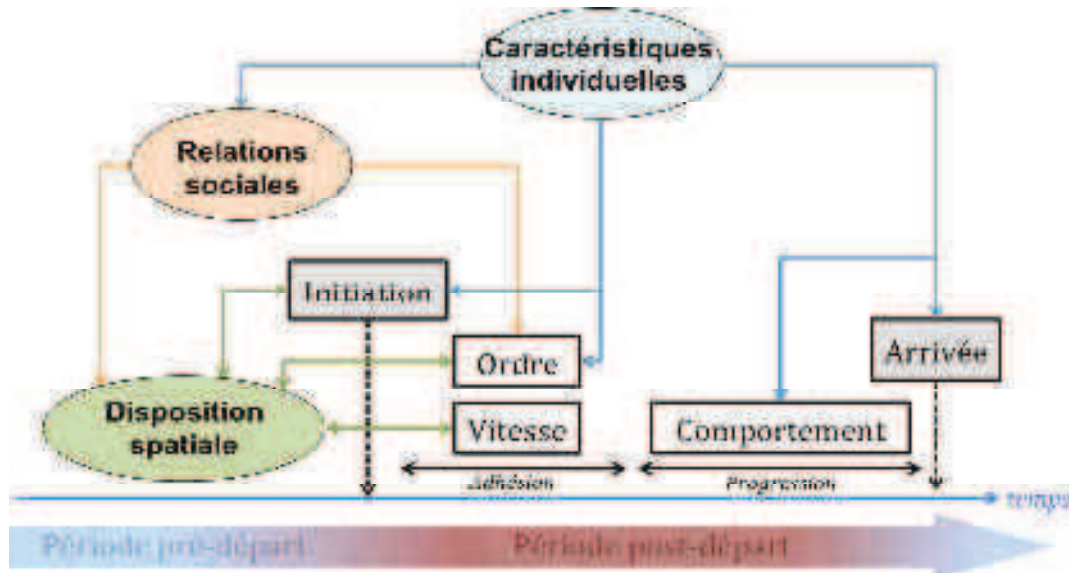 Caractéristiques
individuelles
Relations
sociales
Initiation
Ordre
Arrivée
Disposition
spatiale
Vitesse
Comportement
Adhésion
Progression
temps
Période pré-départ
Période post-départ